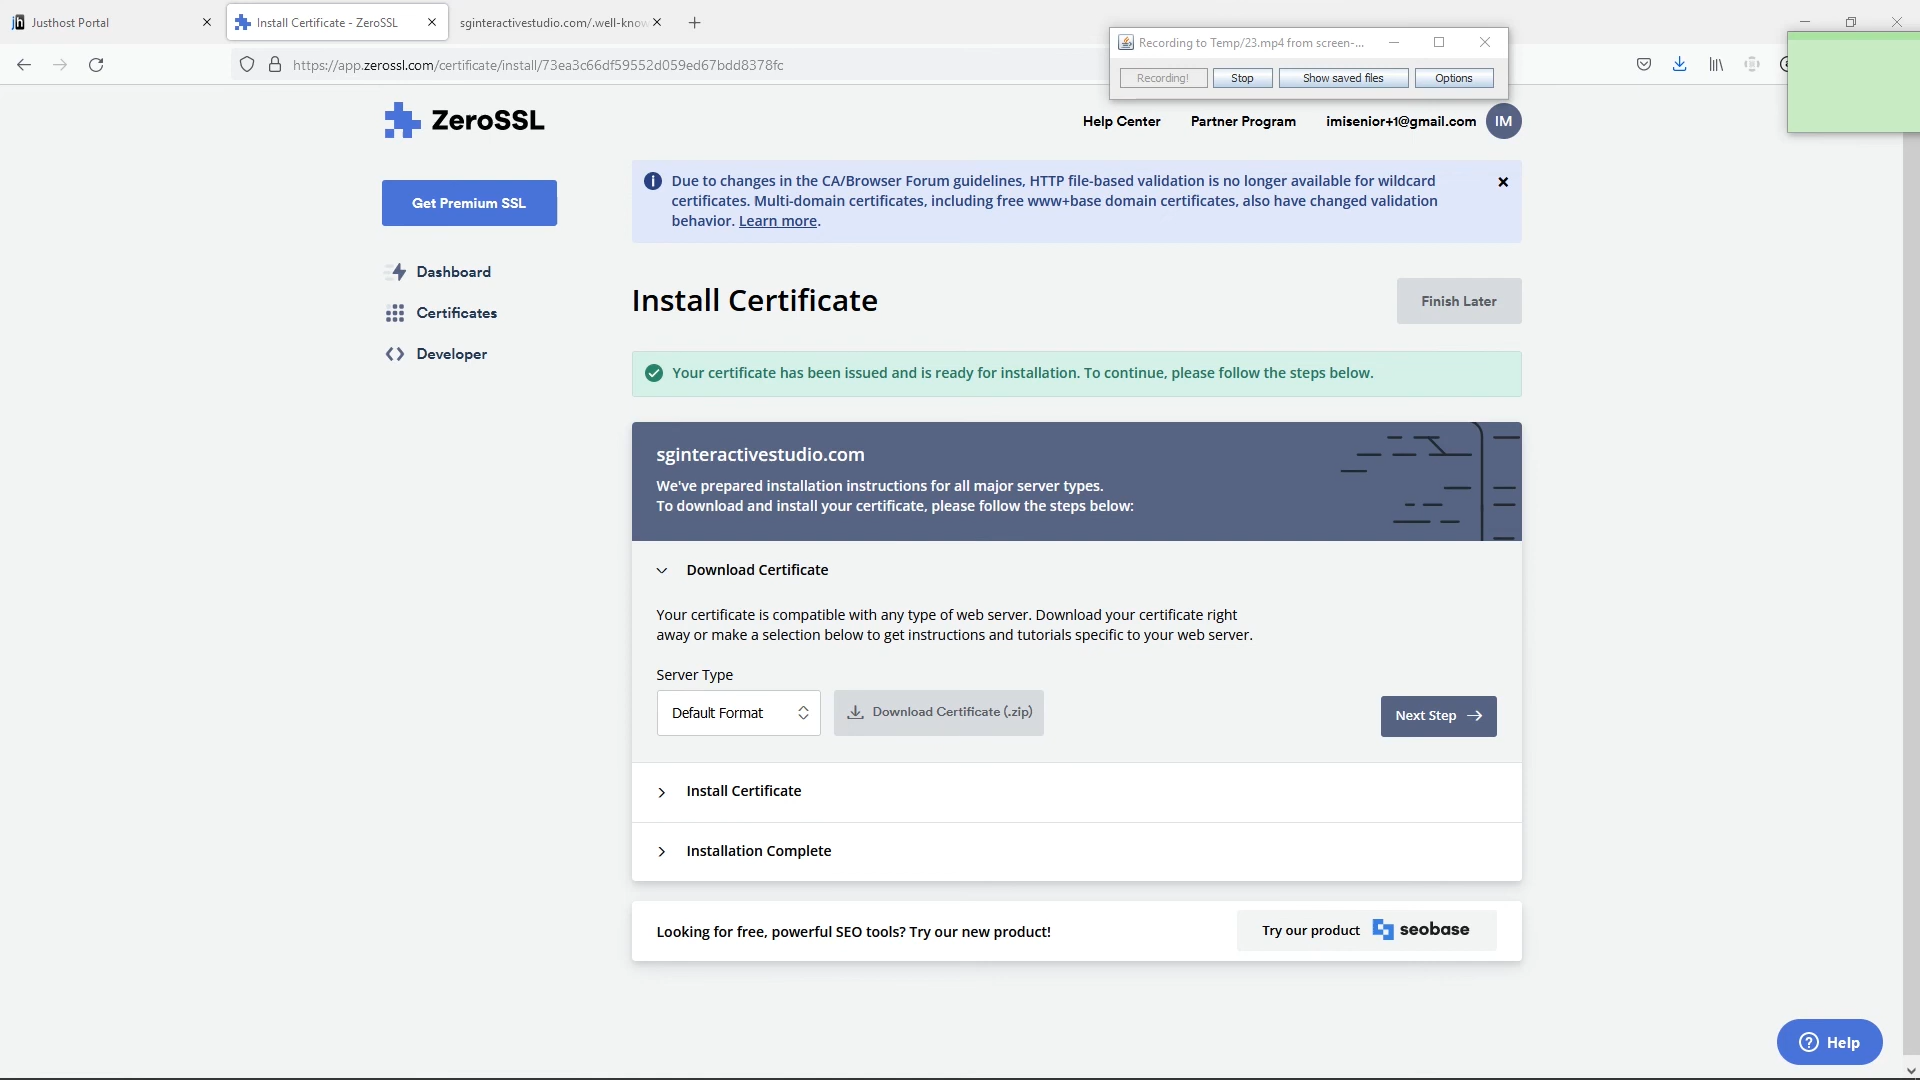 Justhost Portal
Install Certificate - ZeroSSL
sginteractivestudio.com/.well-know
Recording to Temp/23.mp4 from screen-...
https://app.zerossl.com/certificate/install/73ea3c66df59552d059ed67bdd8378fc
Recording!
Stop
Show saved files
Options
ZeroSSL
Help Center
Partner Program
imisenior+1@gmail.com
IM
Get Premium SSL
Due to changes in the CA/Browser Forum guidelines, HTTP file-based validation is no longer available for wildcard
certificates. Multi-domain certificates, including free www+base domain certificates, also have changed validation
behavior. Learn more.
Dashboard
Certificates
Developer
Install Certificate
Finish Later
Your certificate has been issued and is ready for installation. To continue, please follow the steps below.
sginteractivestudio.com
We've prepared installation instructions for all major server types.
To download and install your certificate, please follow the steps below:
Download Certificate
Your certificate is compatible with any type of web server. Download your certificate right
away or make a selection below to get instructions and tutorials specific to your web server.
Server Type
Default Format
Download Certificate (.zip)
Next Step
Install Certificate
Installation Complete
Looking for free, powerful SEO tools? Try our new product!
Try our product
seobase
Help